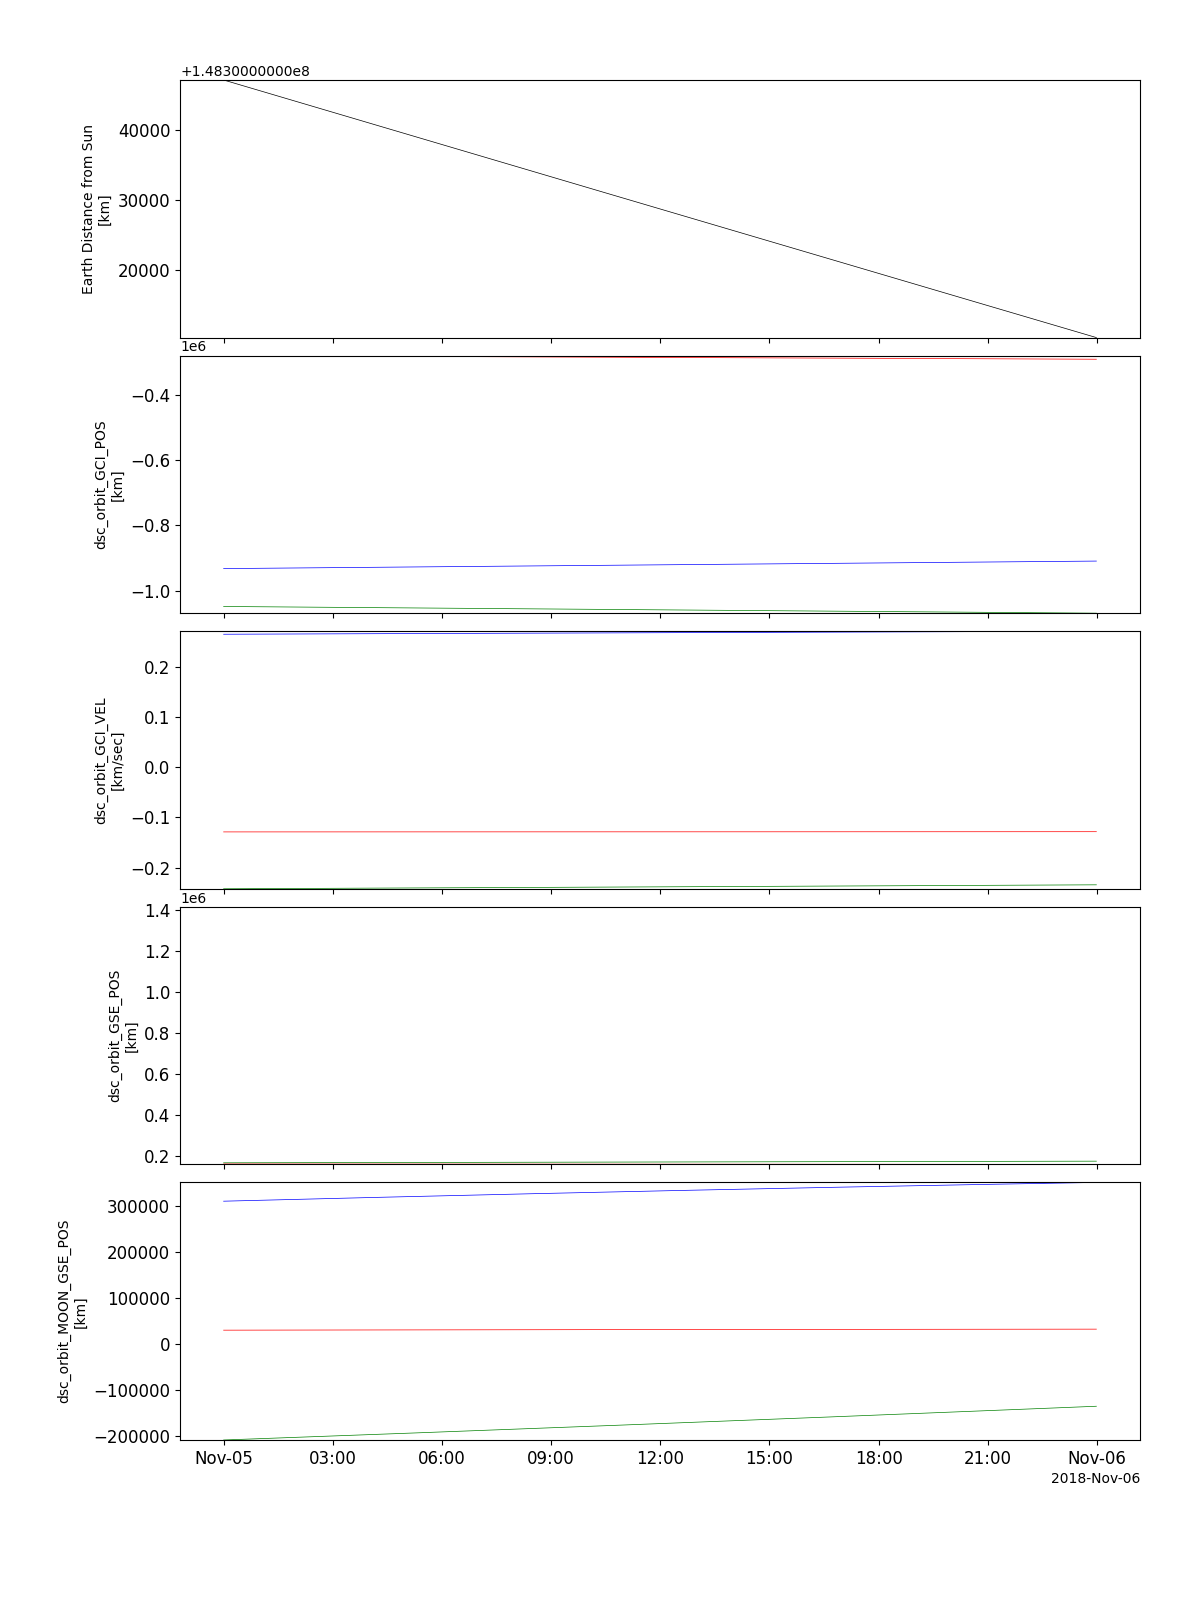 +1.4830000000e8
40000
30000
20000
Earth Distance from Sun
[km]
1e6
−0.4
−0.6
−0.8
−1.0
dsc_orbit_GCI_POS
[km]
0.2
0.1
0.0
−0.1
−0.2
dsc_orbit_GCI_VEL
[km/sec]
1e6
1.4
1.2
1.0
0.8
0.6
0.4
0.2
dsc_orbit_GSE_POS
[km]
300000
200000
100000
0
−100000
−200000
dsc_orbit_MOON_GSE_POS
[km]
Nov-05 03:00 06:00 09:00 12:00 15:00 18:00 21:00 Nov-06
2018-Nov-06